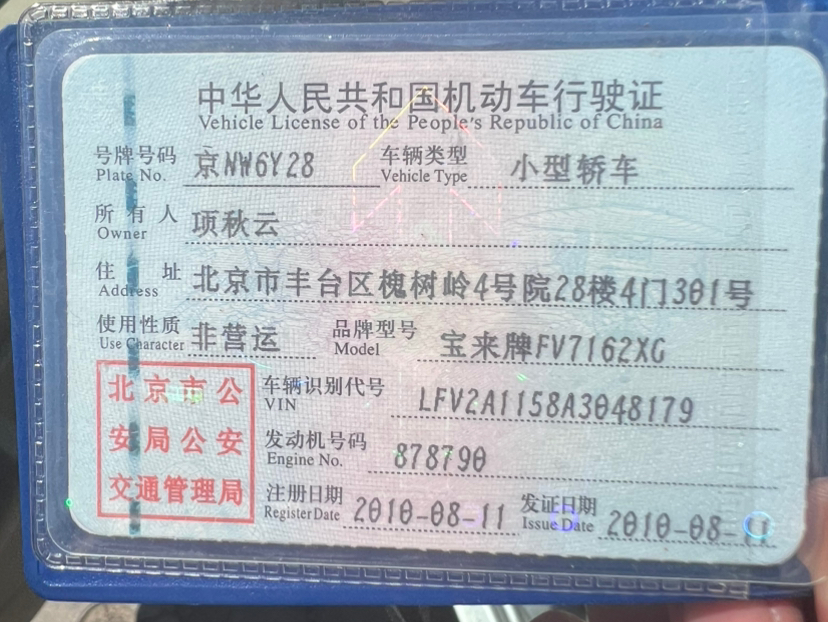 中华人民共和国机动车行驶证
Vehicle License of the People's Republic of China
号牌号码 京NW6Y28 车辆类型 小型轿车
Plate No. Vehicle Type
所有人 项秋云
Owner
住址 北京市丰台区槐树岭4号院28楼4门301号
Address
使用性质 非营运 品牌型号 宝来牌FV7162XG
Use Character Model
北京市公
安局公安
交通管理局
车辆识别代号 LFV2A1158A3048179
VIN
发动机号码 878790
Engine No.
注册日期 2010-08-11 发证日期 2010-08-11
Register Date Issue Date